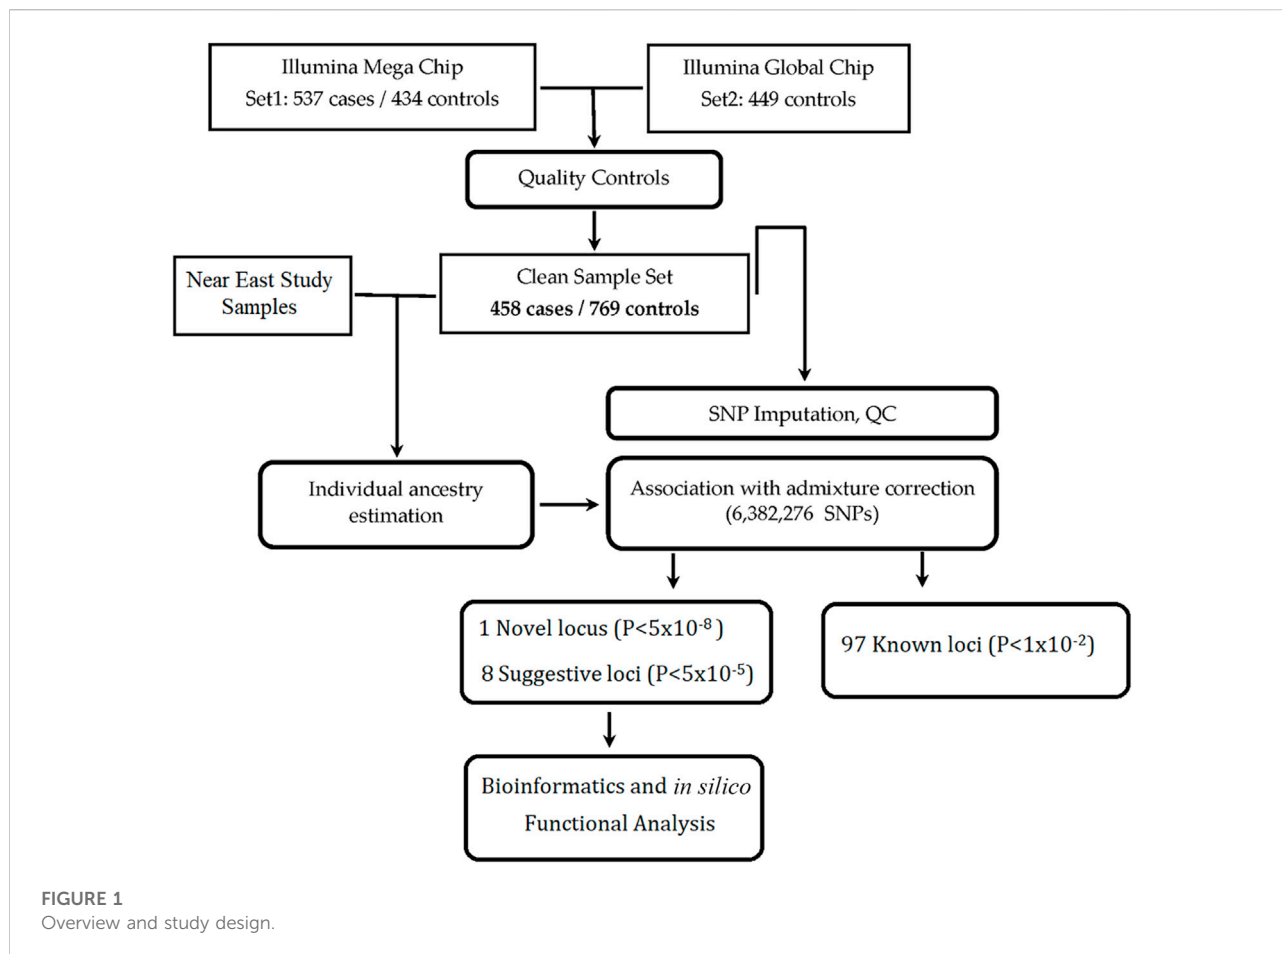 Illumina Mega Chip
Set1: 537 cases / 434 controls
Illumina Global Chip
Set2: 449 controls
Quality Controls
Near East Study
Samples
Clean Sample Set
458 cases / 769 controls
SNP Imputation, QC
Individual ancestry
estimation
Association with admixture correction
(6,382,276 SNPs)
1 Novel locus (P<5x10⁻⁸)
8 Suggestive loci (P<5x10⁻⁵)
97 Known loci (P<1x10⁻²)
Bioinformatics and in silico
Functional Analysis
FIGURE 1
Overview and study design.